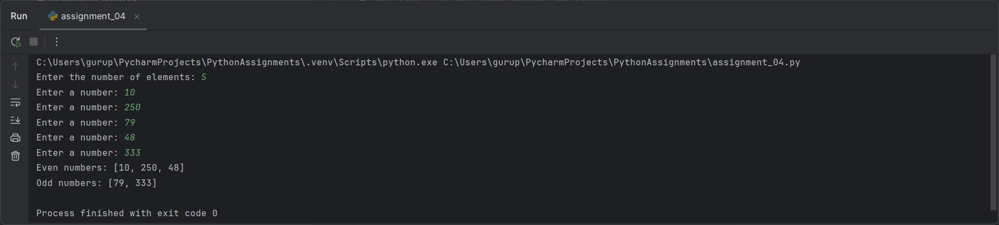 Run assignment_04
C:\Users\gurup\PycharmProjects\PythonAssignments\.venv\Scripts\python.exe C:\Users\gurup\PycharmProjects\PythonAssignments\assignment_04.py
Enter the number of elements: 5
Enter a number: 10
Enter a number: 250
Enter a number: 79
Enter a number: 48
Enter a number: 333
Even numbers: [10, 250, 48]
Odd numbers: [79, 333]
Process finished with exit code 0